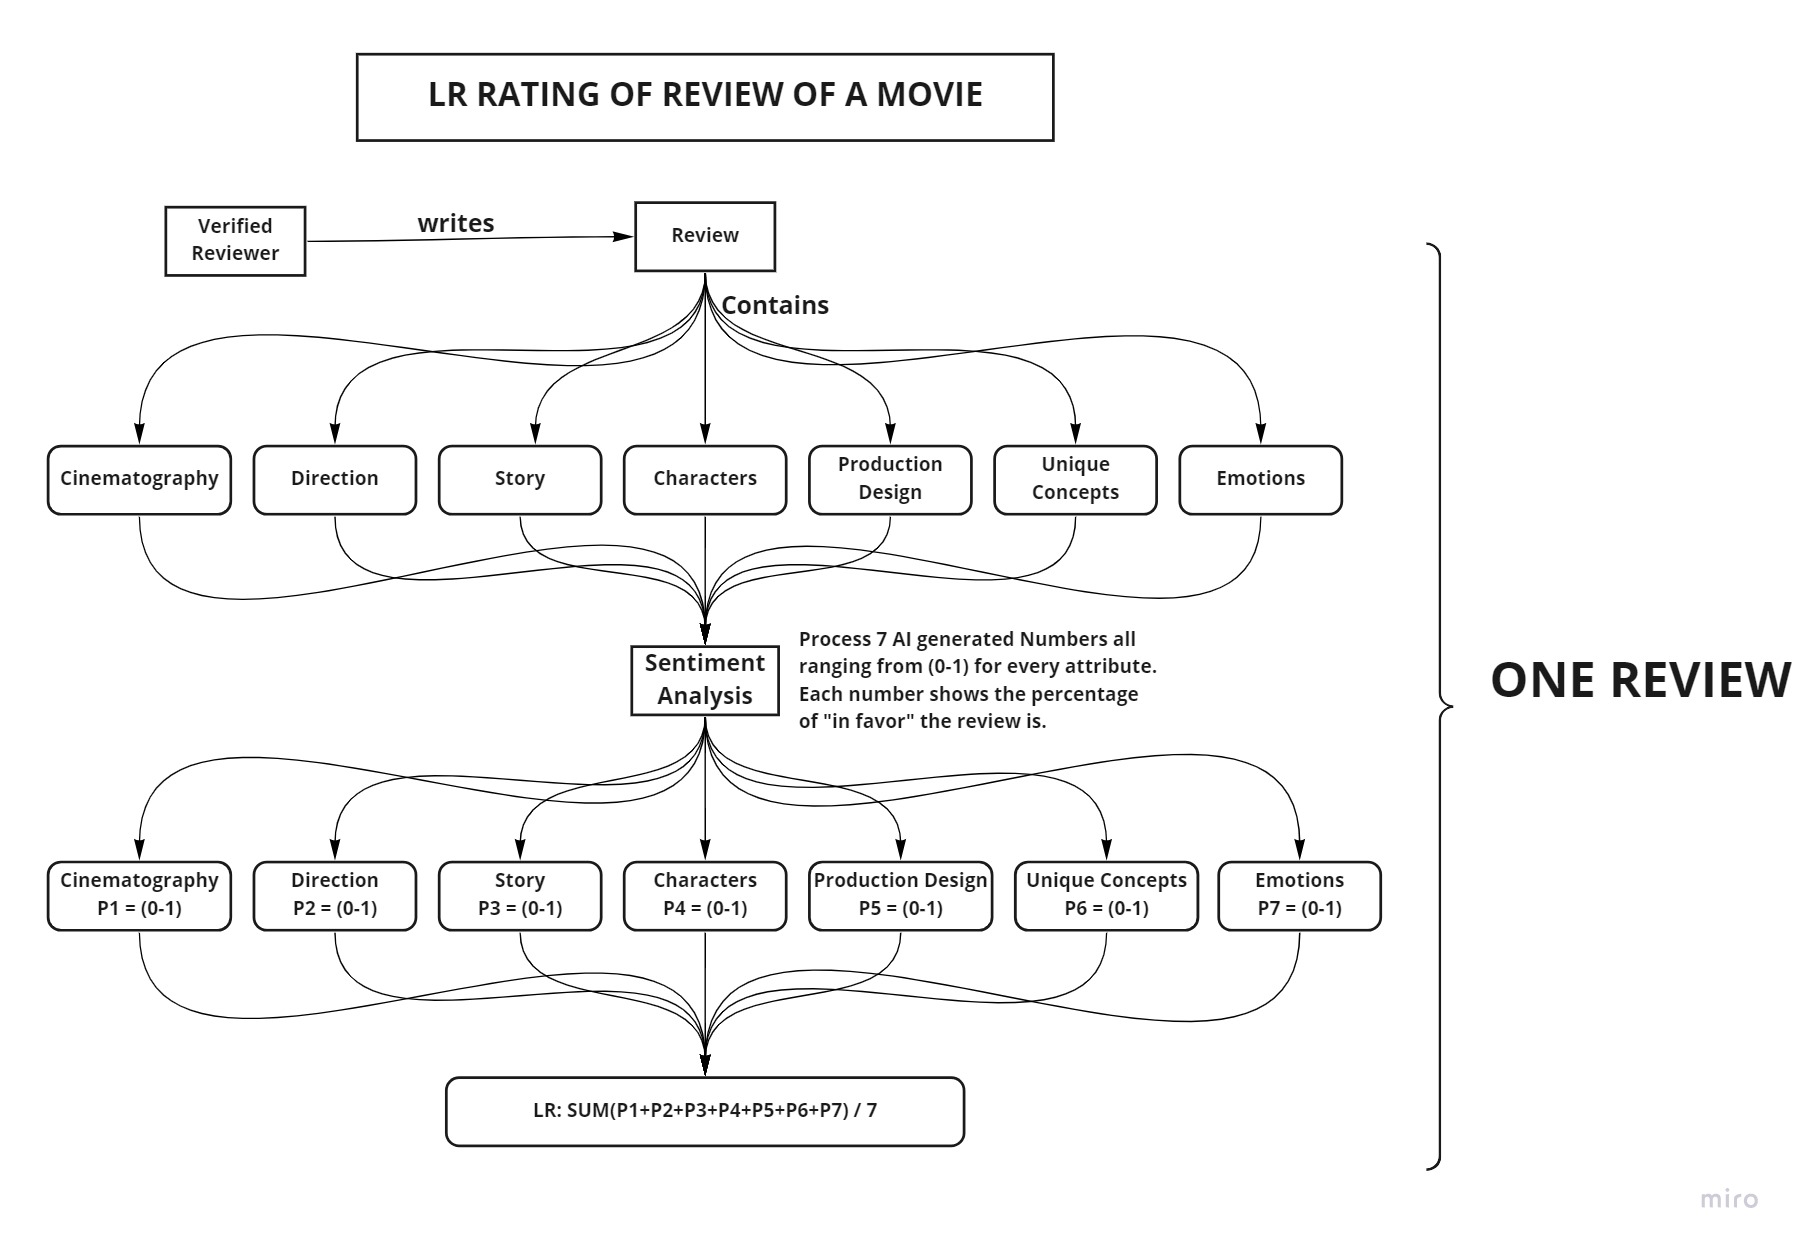 LR RATING OF REVIEW OF A MOVIE
Verified
Reviewer
writes
Review
Contains
Cinematography
Direction
Story
Characters
Production
Design
Unique
Concepts
Emotions
Sentiment
Analysis
Process 7 AI generated Numbers all
ranging from (0-1) for every attribute.
Each number shows the percentage
of "in favor" the review is.
ONE REVIEW
Cinematography
P1 = (0-1)
Direction
P2 = (0-1)
Story
P3 = (0-1)
Characters
P4 = (0-1)
Production Design
P5 = (0-1)
Unique Concepts
P6 = (0-1)
Emotions
P7 = (0-1)
LR: SUM(P1+P2+P3+P4+P5+P6+P7) / 7
miro